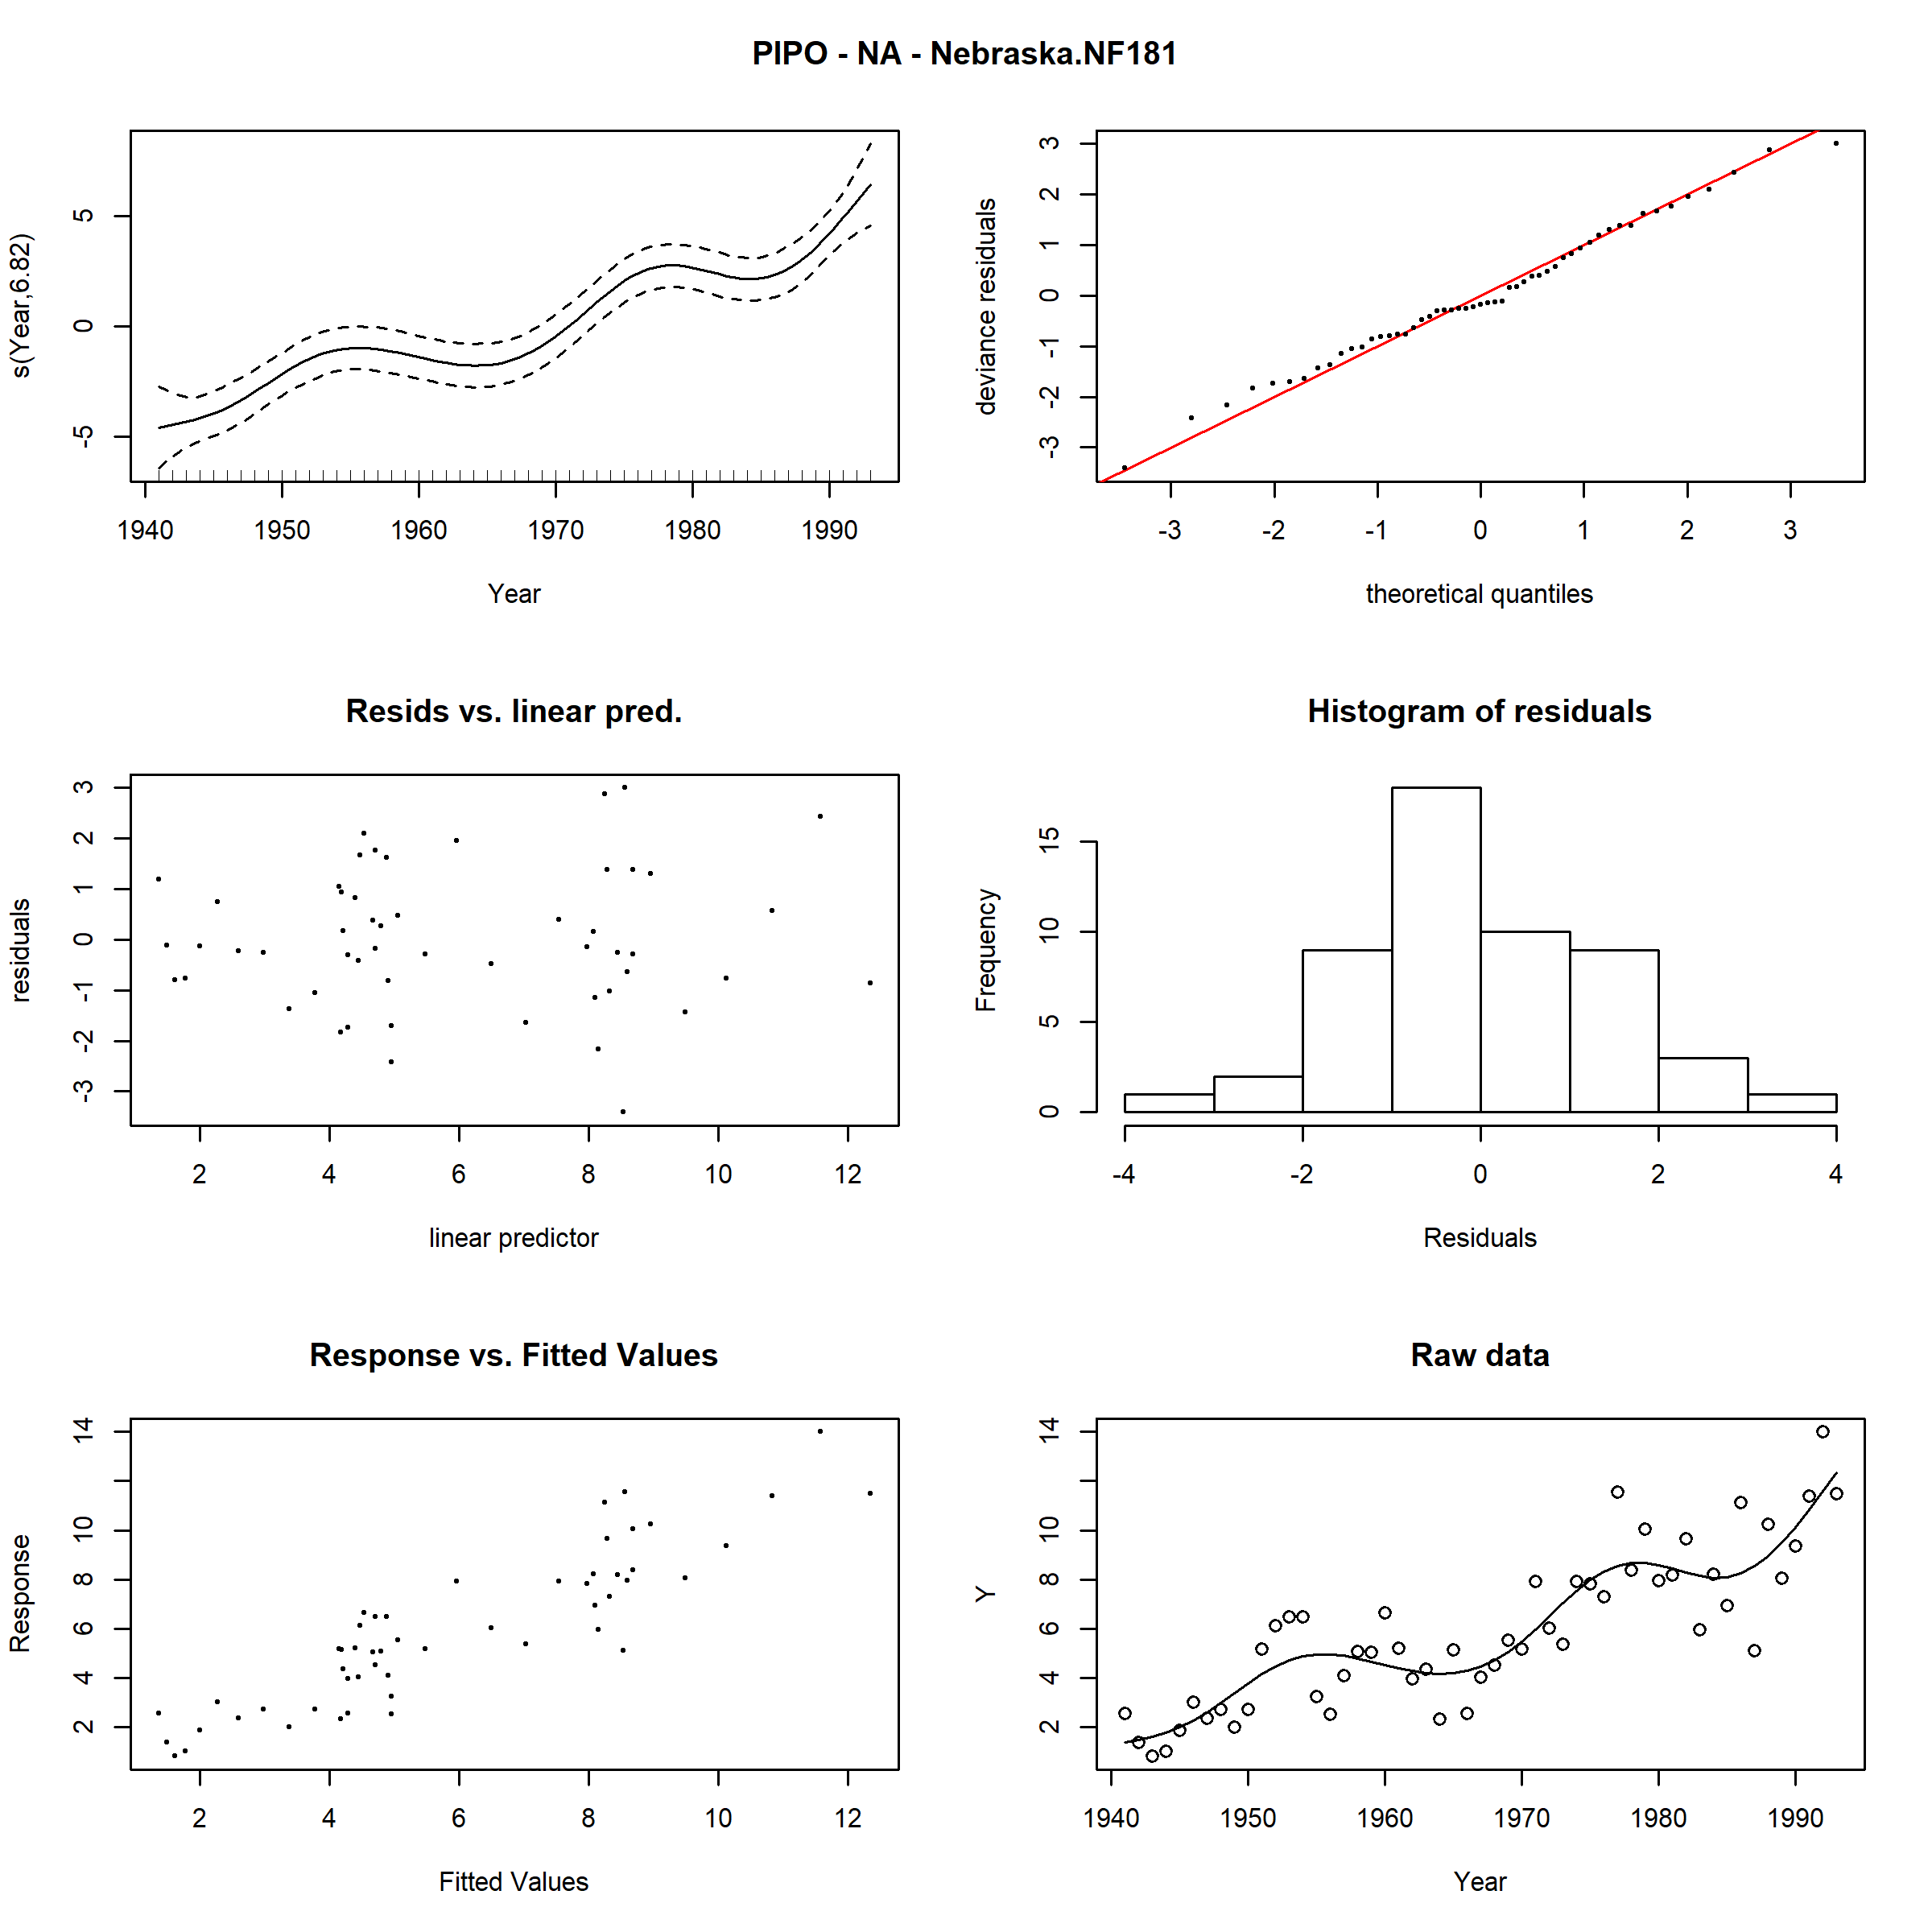 PIPO - NA - Nebraska.NF181
s(Year,6.82)
5
0
-5
1940 1950 1960 1970 1980 1990
Year
deviance residuals
3
2
1
0
-1
-2
-3
-3 -2 -1 0 1 2 3
theoretical quantiles
Resids vs. linear pred.
residuals
3
2
1
0
-1
-2
-3
2 4 6 8 10 12
linear predictor
Histogram of residuals
Frequency
15
10
5
0
-4 -2 0 2 4
Residuals
Response vs. Fitted Values
Response
14
10
8
6
4
2
2 4 6 8 10 12
Fitted Values
Raw data
Y
14
10
8
6
4
2
1940 1950 1960 1970 1980 1990
Year